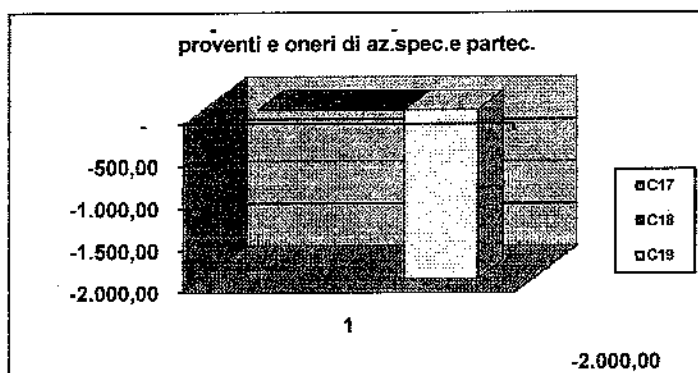 proventi e oneri di az.spec.e partec.
-
-500,00
-1.000,00
-1.500,00
-2.000,00
1
C17
C18
C19
-2.000,00